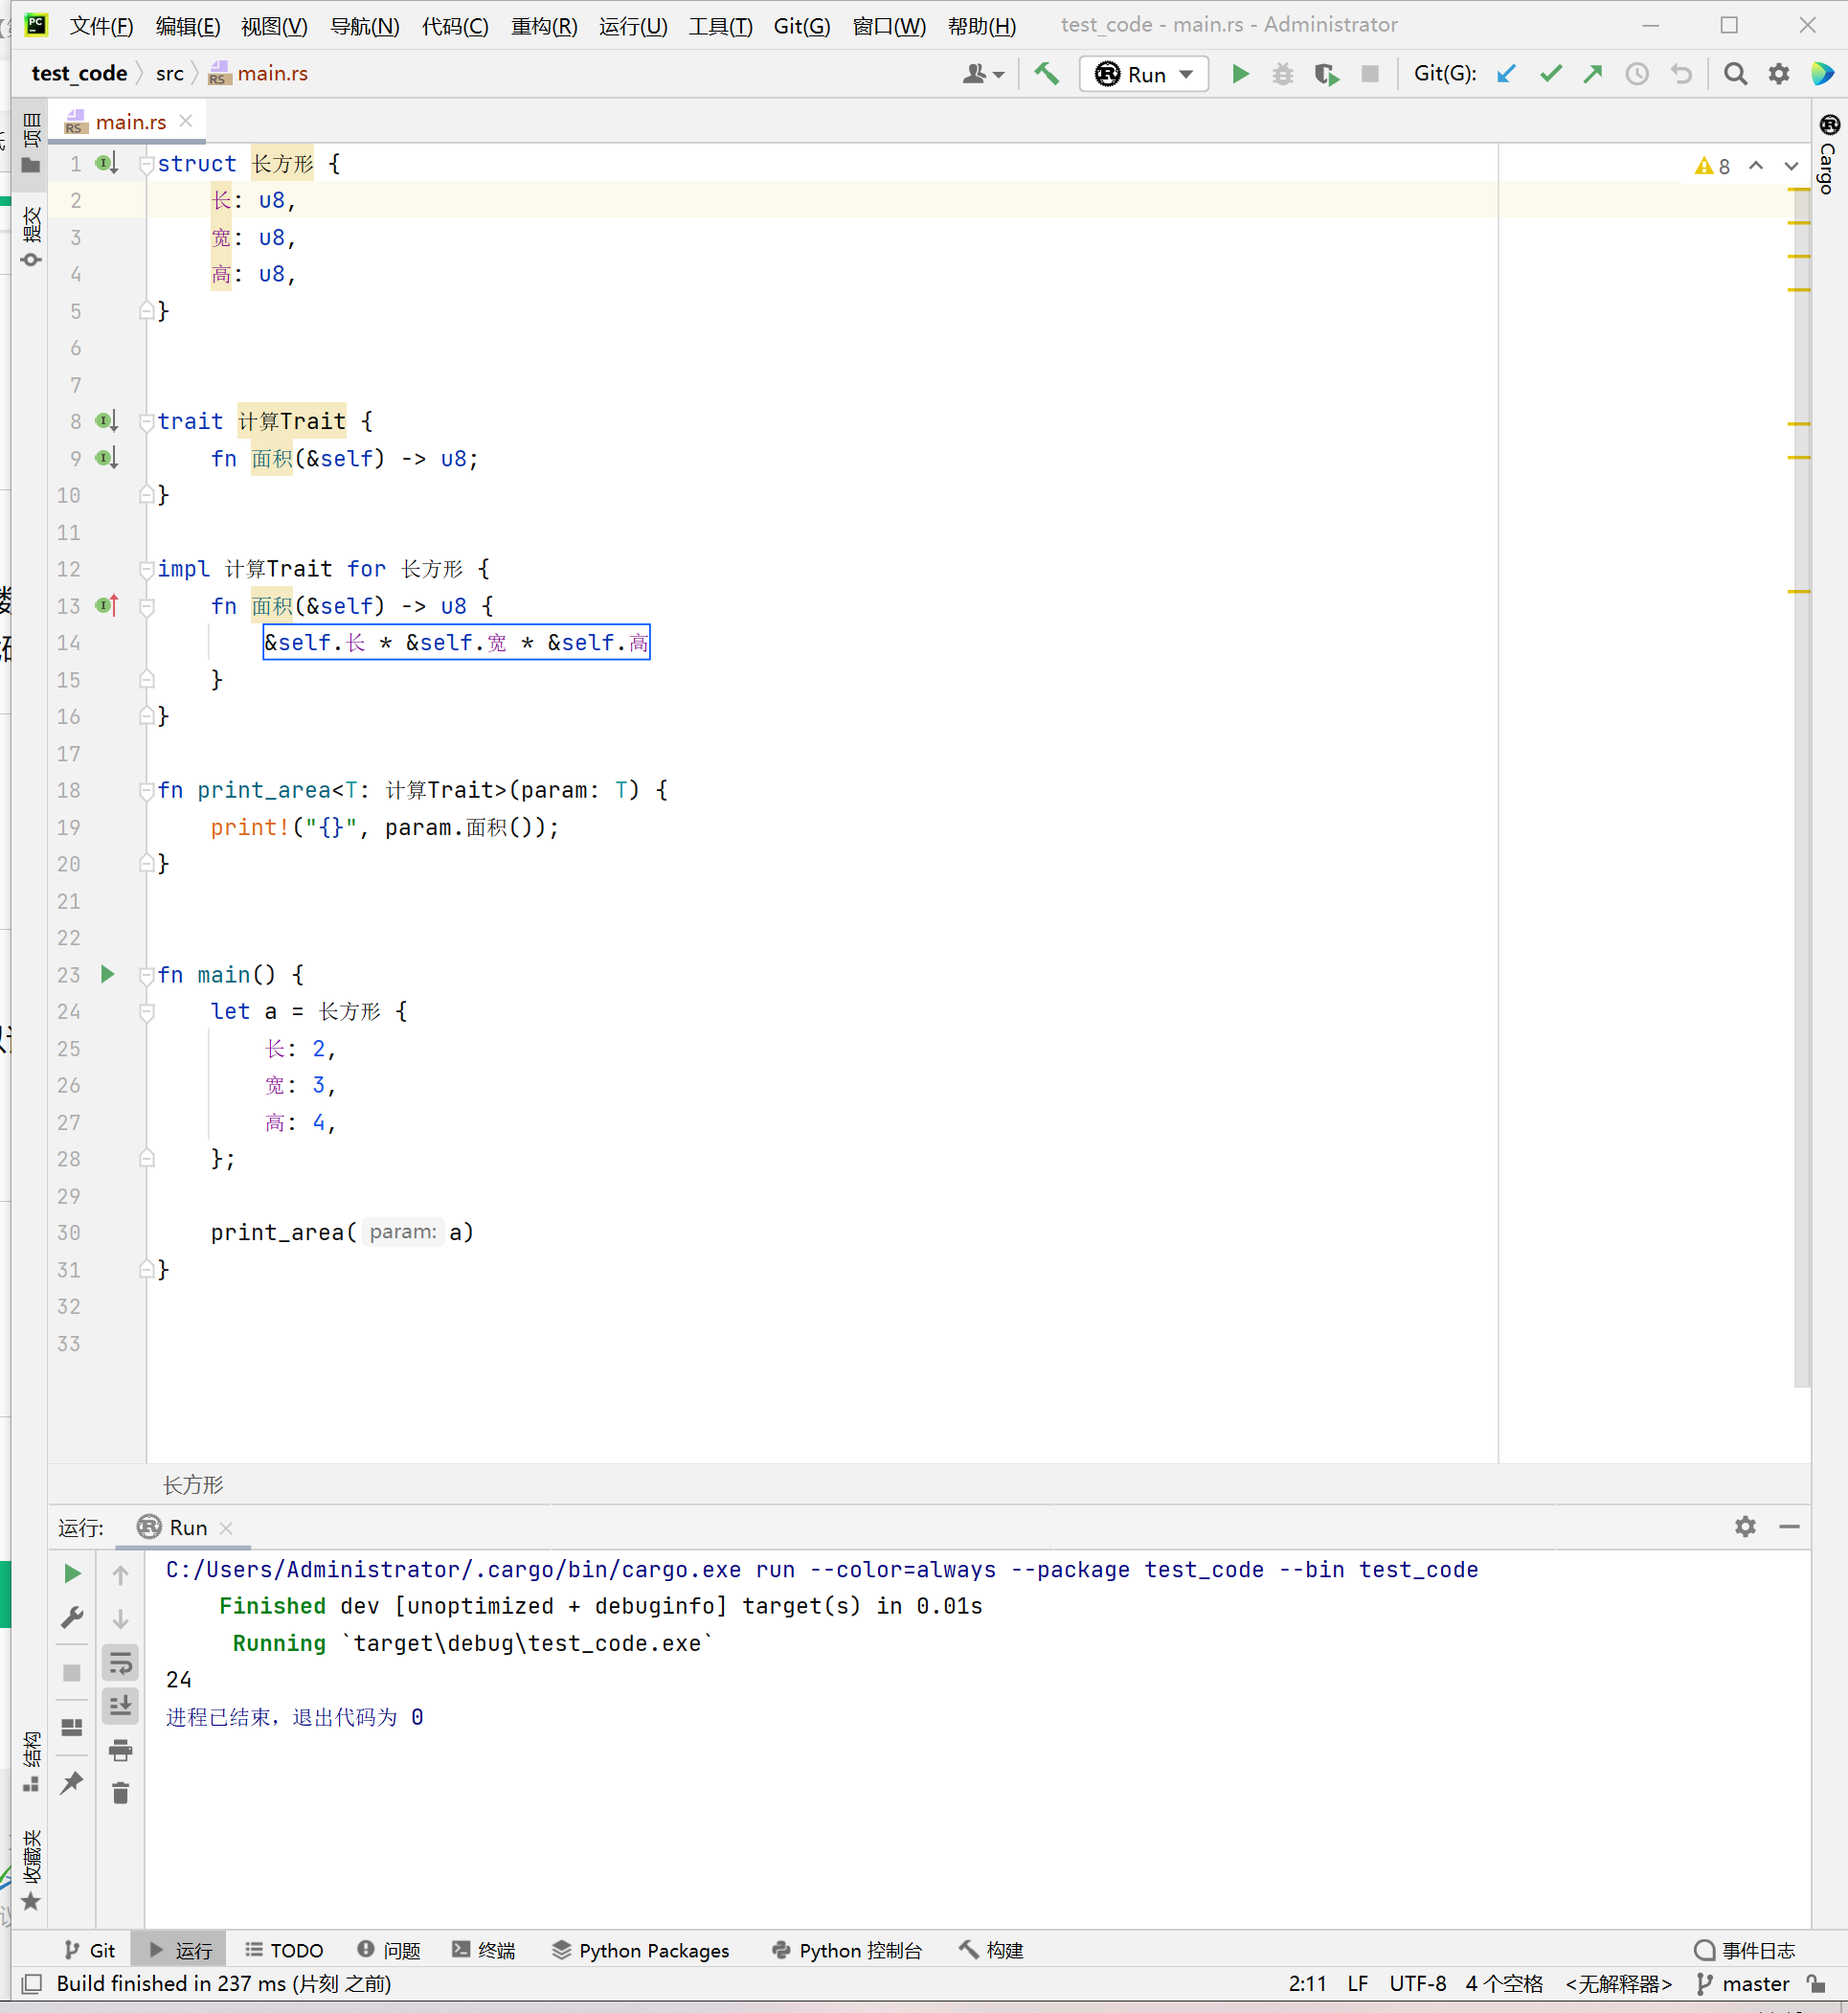 文件(F) 编辑(E) 视图(V) 导航(N) 代码(C) 重构(R) 运行(U) 工具(T) Git(G) 窗口(W) 帮助(H) test_code - main.rs - Administrator
test_code src main.rs Run Git(G):
项目
提交
Cargo
main.rs
8
1 struct 长方形 {
2 长: u8,
3 宽: u8,
4 高: u8,
5 }
6
7
8 trait 计算Trait {
9 fn 面积(&self) -> u8;
10 }
11
12 impl 计算Trait for 长方形 {
13 fn 面积(&self) -> u8 {
14 &self.长 * &self.宽 * &self.高
15 }
16 }
17
18 fn print_area<T: 计算Trait>(param: T) {
19 print!("{}", param.面积());
20 }
21
22
23 fn main() {
24 let a = 长方形 {
25 长: 2,
26 宽: 3,
27 高: 4,
28 };
29
30 print_area( param: a)
31 }
32
33
长方形
运行: Run
C:/Users/Administrator/.cargo/bin/cargo.exe run --color=always --package test_code --bin test_code
Finished dev [unoptimized + debuginfo] target(s) in 0.01s
Running `target\debug\test_code.exe`
24
进程已结束，退出代码为 0
结构
收藏夹
Git 运行 TODO 问题 终端 Python Packages Python 控制台 构建 事件日志
Build finished in 237 ms (片刻 之前) 2:11 LF UTF-8 4 个空格 <无解释器> master